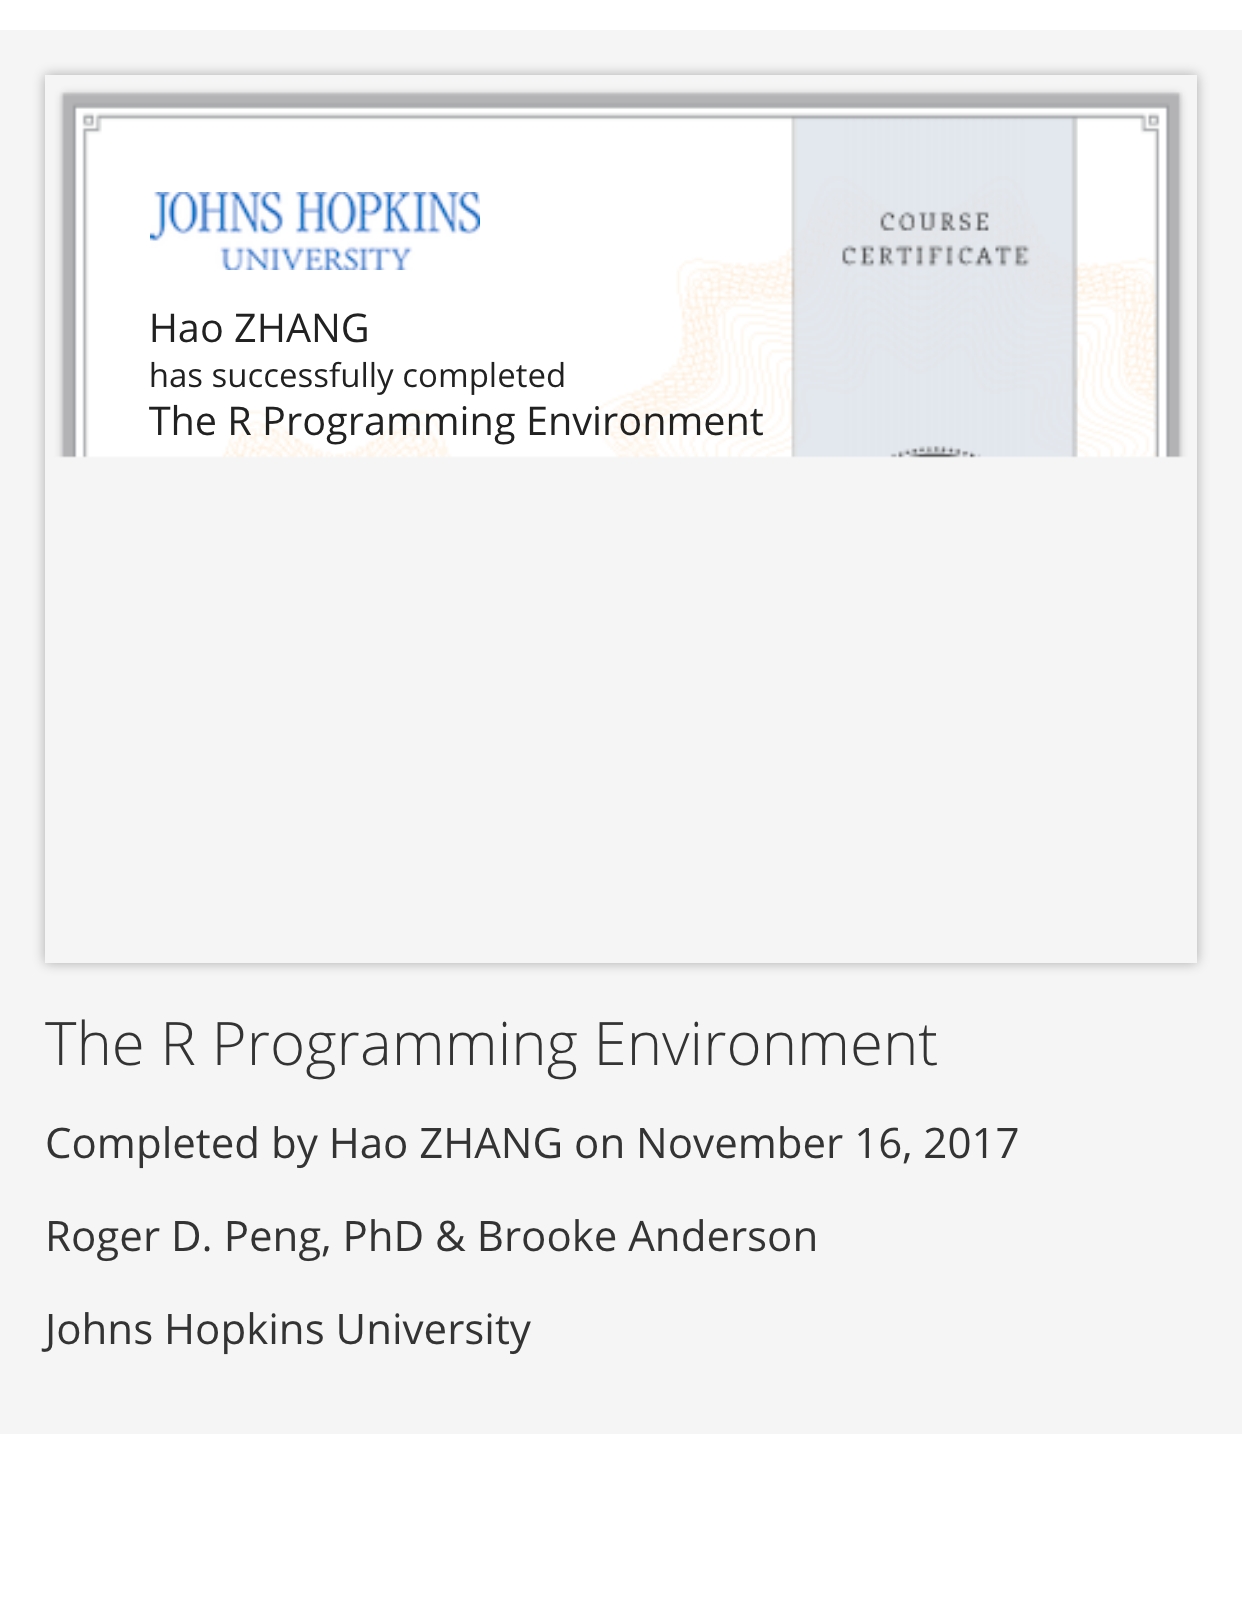 JOHNS HOPKINS
UNIVERSITY
COURSE
CERTIFICATE
Hao ZHANG
has successfully completed
The R Programming Environment
The R Programming Environment
Completed by Hao ZHANG on November 16, 2017
Roger D. Peng, PhD & Brooke Anderson
Johns Hopkins University